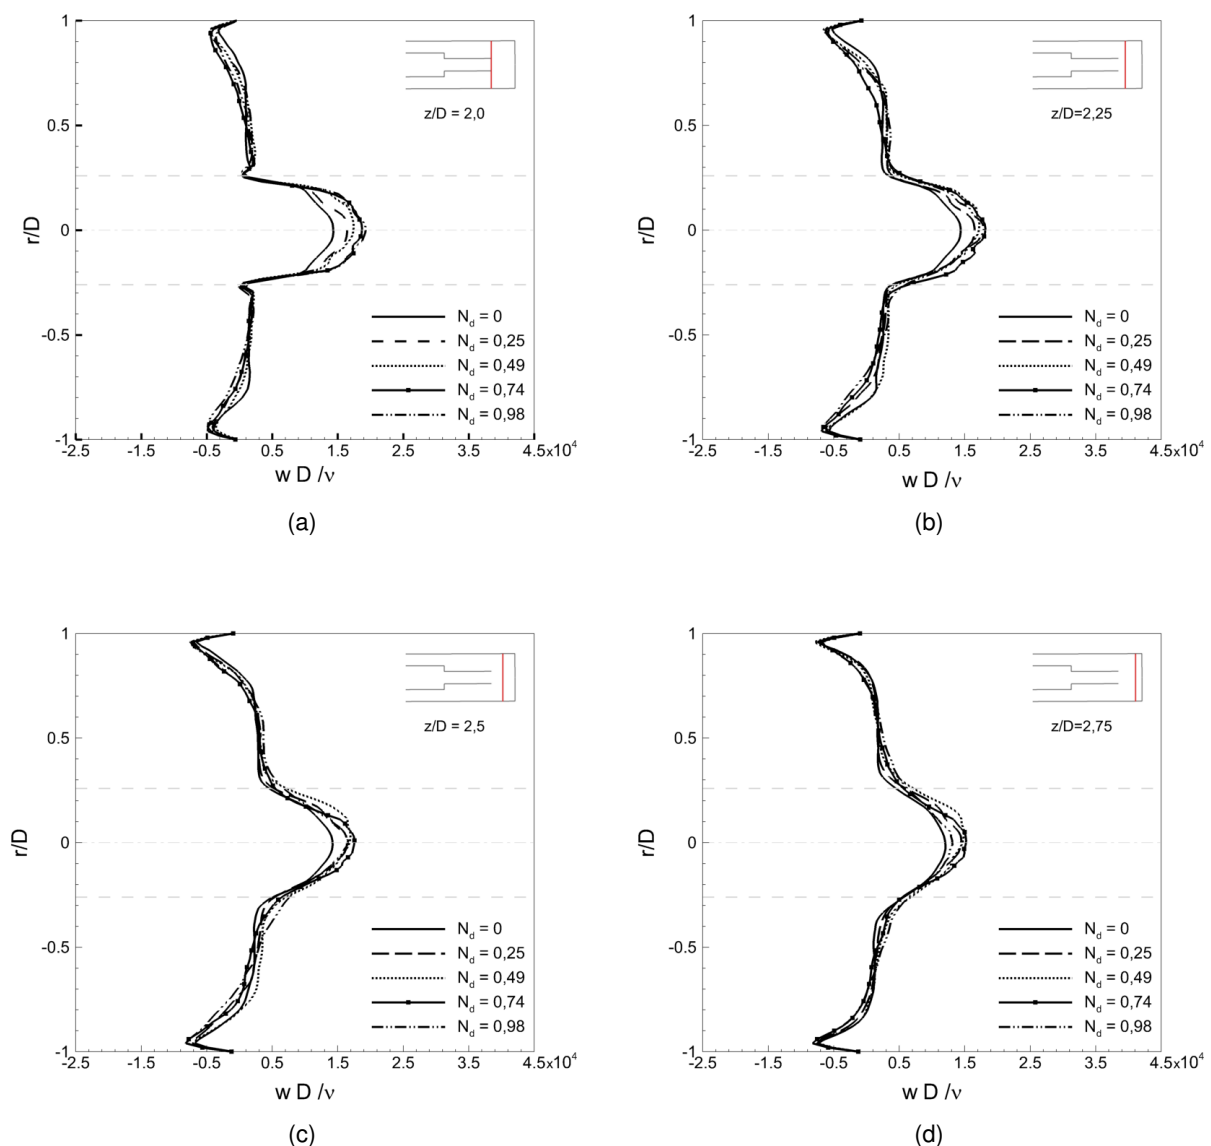 1
0.5
0
-0.5
-1
r/D
z/D = 2,0
N_d = 0
N_d = 0,25
N_d = 0,49
N_d = 0,74
N_d = 0,98
-2.5 -1.5 -0.5 0.5 1.5 2.5 3.5 4.5x10⁴
w D /ν
(a)
1
0.5
0
-0.5
-1
r/D
z/D=2,25
N_d = 0
N_d = 0,25
N_d = 0,49
N_d = 0,74
N_d = 0,98
-2.5 -1.5 -0.5 0.5 1.5 2.5 3.5 4.5x10⁴
w D /ν
(b)
1
0.5
0
-0.5
-1
r/D
z/D = 2,5
N_d = 0
N_d = 0,25
N_d = 0,49
N_d = 0,74
N_d = 0,98
-2.5 -1.5 -0.5 0.5 1.5 2.5 3.5 4.5x10⁴
w D /ν
(c)
1
0.5
0
-0.5
-1
r/D
z/D=2,75
N_d = 0
N_d = 0,25
N_d = 0,49
N_d = 0,74
N_d = 0,98
-2.5 -1.5 -0.5 0.5 1.5 2.5 3.5 4.5x10⁴
w D /ν
(d)